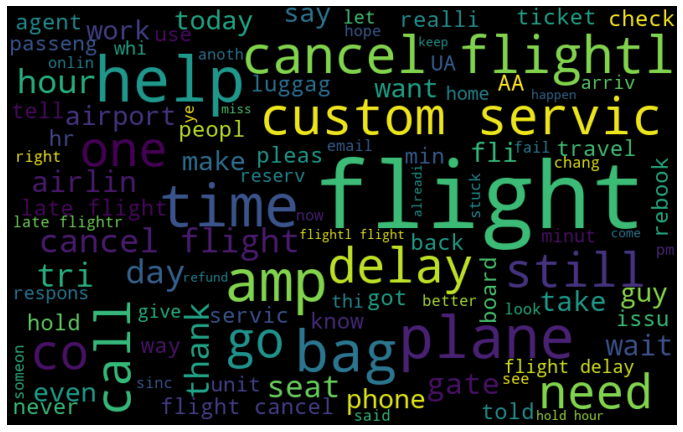 agent work use today say let realli ticket check
passeng whi hope keep
onlin anoth cancel flightl
hour help luggag want home UA AA arriv
tell airport ye miss custom servic happen
hr peopl
right one make pleas email min fli fail travel
airlin reserv chang
late flight time flight alreadi stuck rebook
late flightr now
cancel flight flightl flight back minut come
tri day refund amp delay still pm
respons thi got better board look take guy
hold call give servic know issu
co way thank go bag plane wait
someon even sinc unit seat gate flight delay see
never flight cancel phone said told need
hold hour